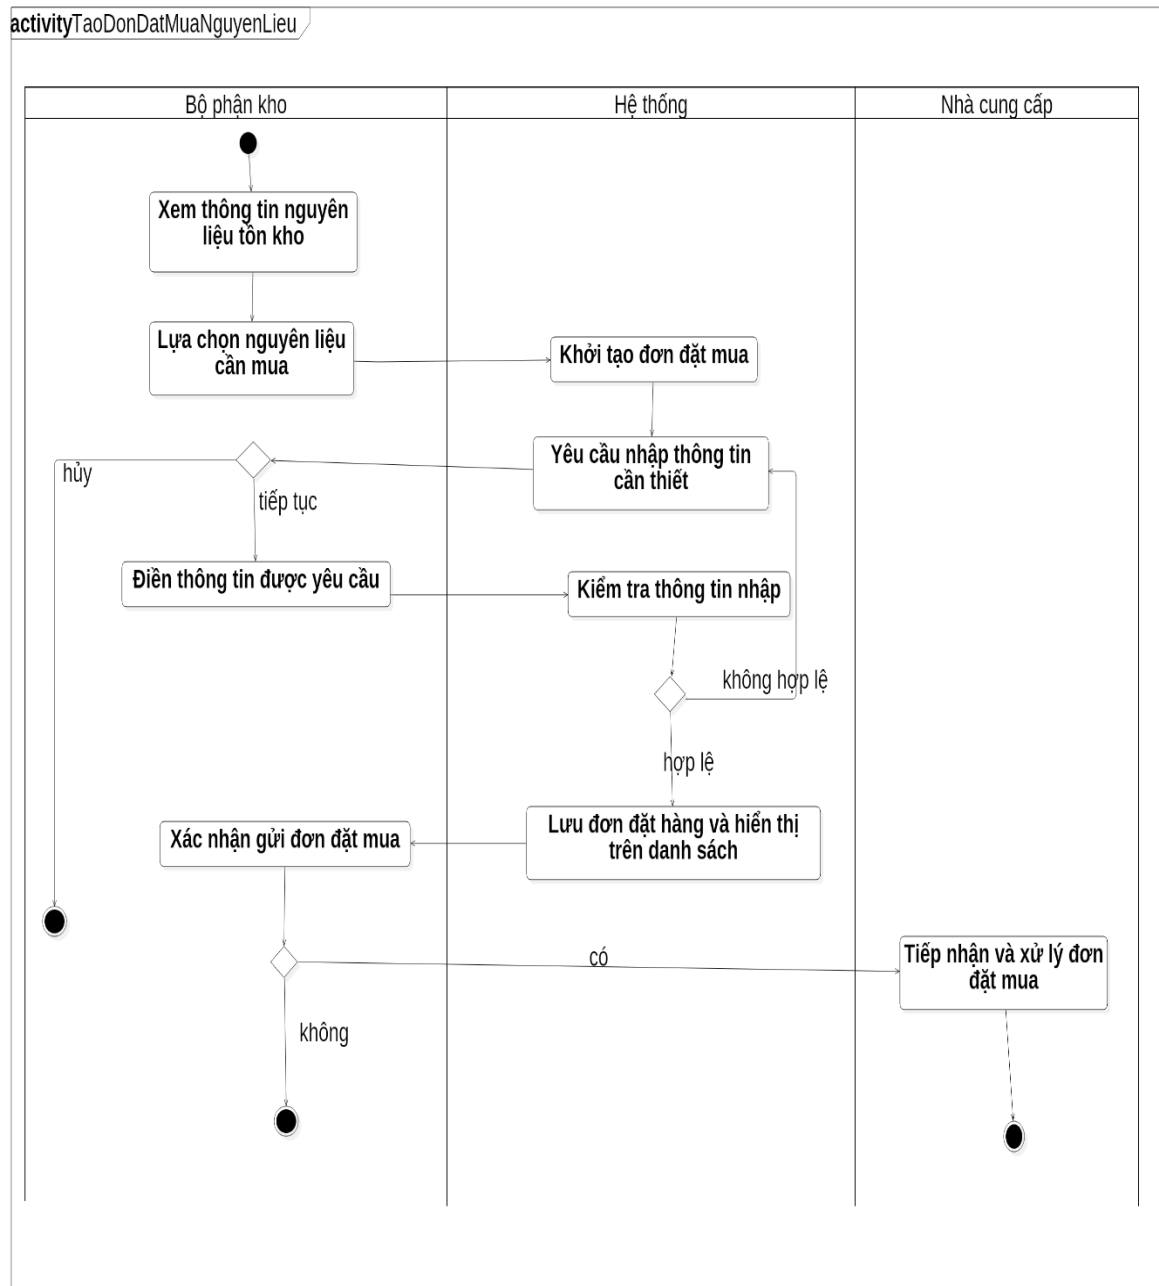 activityTaoDonDatMuaNguyenLieu
Bộ phận kho
Hệ thống
Nhà cung cấp
Xem thông tin nguyên
liệu tồn kho
Lựa chọn nguyên liệu
cần mua
Khởi tạo đơn đặt mua
Yêu cầu nhập thông tin
cần thiết
hủy
tiếp tục
Điền thông tin được yêu cầu
Kiểm tra thông tin nhập
không hợp lệ
hợp lệ
Lưu đơn đặt hàng và hiển thị
trên danh sách
Xác nhận gửi đơn đặt mua
có
Tiếp nhận và xử lý đơn
đặt mua
không